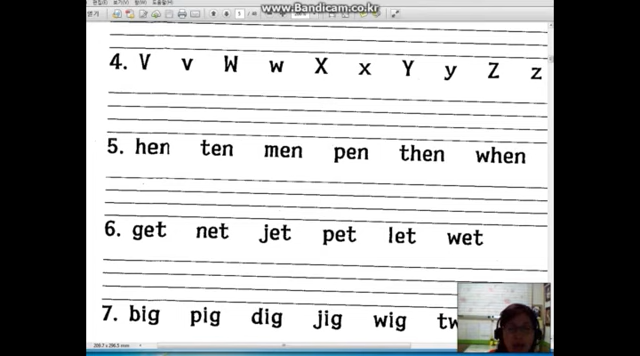 www.Bandicam.co.kr
4. V v W w X x Y y Z z
5. hen ten men pen then when
6. get net jet pet let wet
7. big pig dig jig wig